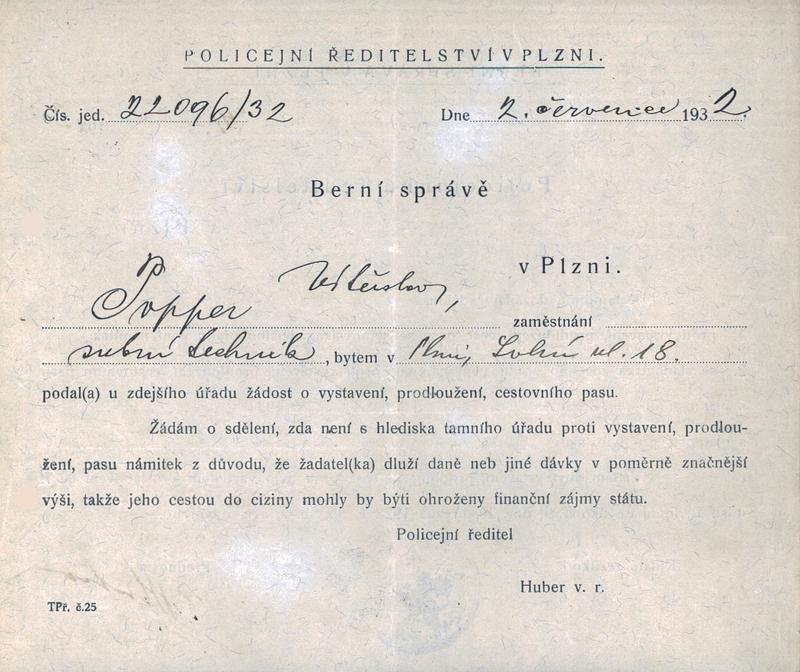 POLICEJNÍ ŘEDITELSTVÍ V PLZNI.
Čís. jed. 22096/32 Dne 2. července 1932.
Berní správě
v Plzni.
Popper Vítězslav,
zaměstnání
zubní technik, bytem v Plzni, ul. 18.
podal(a) u zdejšího úřadu žádost o vystavení, prodloužení, cestovního pasu.
Žádám o sdělení, zda není s hlediska tamního úřadu proti vystavení, prodlou-
žení, pasu námitek z důvodu, že žadatel(ka) dluží daně neb jiné dávky v poměrně značnější
výši, takže jeho cestou do ciziny mohly by býti ohroženy finanční zájmy státu.
Policejní ředitel
Huber v. r.
TPř. č.25